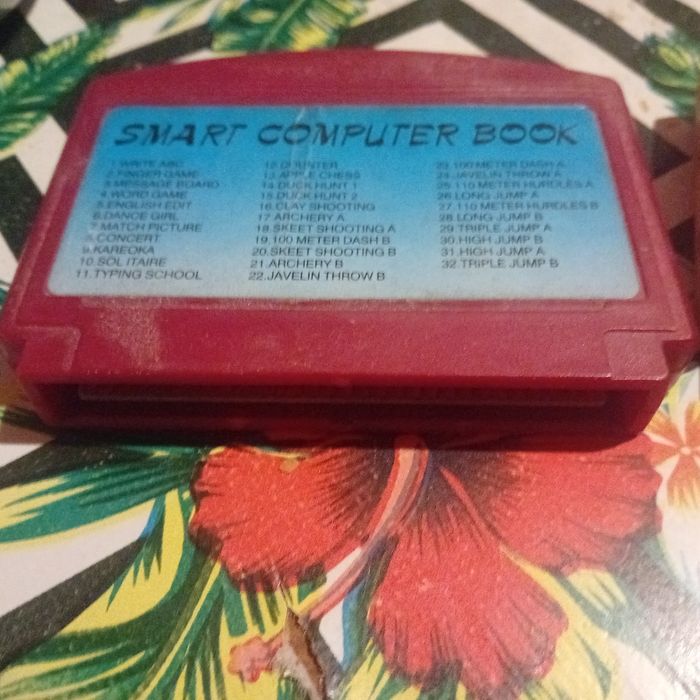 SMART COMPUTER BOOK
1.WRITE ABC
2.FINGER GAME
3.MESSAGE BOARD
4.WORD GAME
5.ENGLISH EDIT
6.DANCE GIRL
7.MATCH PICTURE
8.CONCERT
9.KAREOKA
10.SOLITAIRE
11.TYPING SCHOOL
12.COUNTER
13.APPLE CHESS
14.DUCK HUNT 1
15.DUCK HUNT 2
16.CLAY SHOOTING
17.ARCHERY A
18.SKEET SHOOTING A
19.100 METER DASH B
20.SKEET SHOOTING B
21.ARCHERY B
22.JAVELIN THROW B
23.100 METER DASH A
24.JAVELIN THROW A
25.110 METER HURDLES A
26.LONG JUMP A
27.110 METER HURDLES B
28.LONG JUMP B
29.TRIPLE JUMP A
30.HIGH JUMP B
31.HIGH JUMP A
32.TRIPLE JUMP B